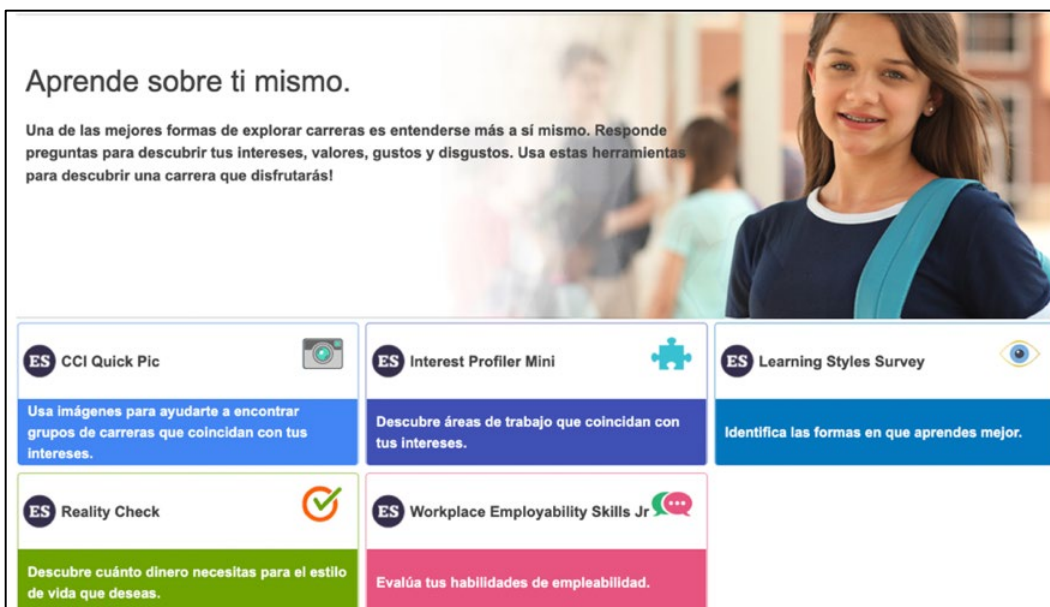 Aprende sobre ti mismo.
Una de las mejores formas de explorar carreras es entenderse más a sí mismo. Responde
preguntas para descubrir tus intereses, valores, gustos y disgustos. Usa estas herramientas
para descubrir una carrera que disfrutarás!
ES CCI Quick Pic
Usa imágenes para ayudarte a encontrar
grupos de carreras que coincidan con tus
intereses.
ES Interest Profiler Mini
Descubre áreas de trabajo que coincidan con
tus intereses.
ES Learning Styles Survey
Identifica las formas en que aprendes mejor.
ES Reality Check
Descubre cuánto dinero necesitas para el estilo
de vida que deseas.
ES Workplace Employability Skills Jr
Evalúa tus habilidades de empleabilidad.